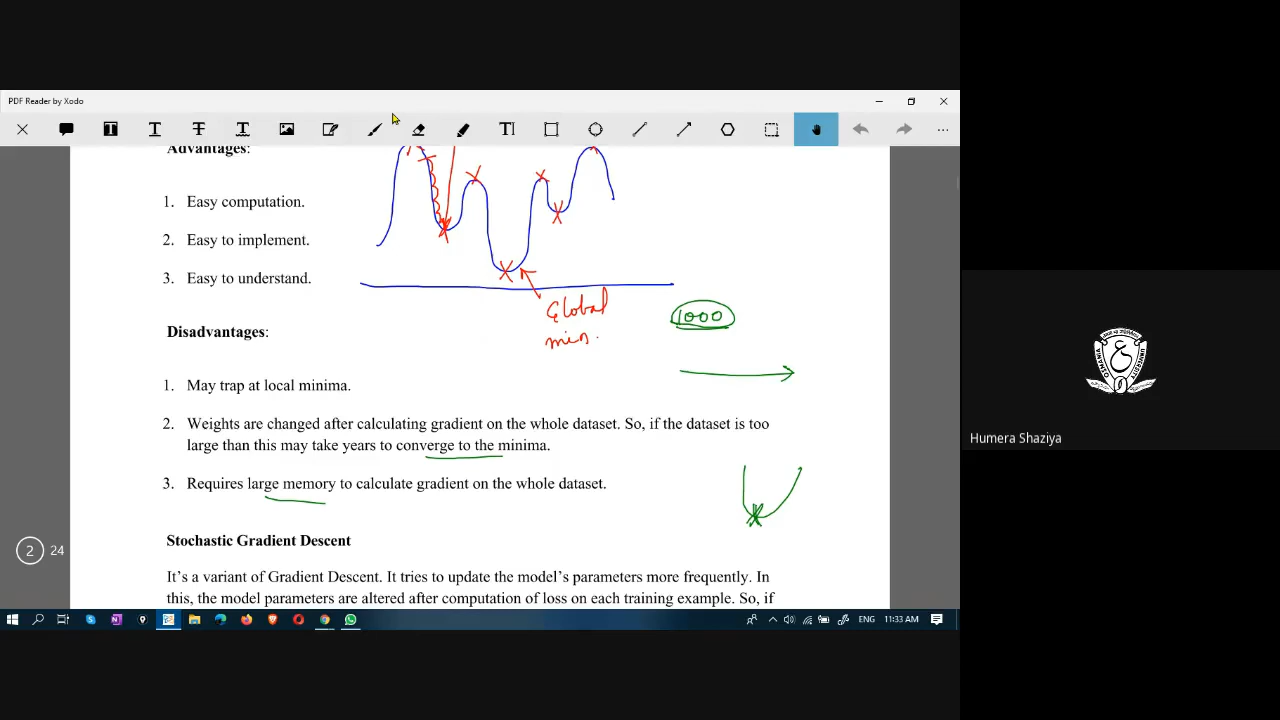 PDF Reader by Xodo
Advantages:
1. Easy computation.
2. Easy to implement.
3. Easy to understand.
Global
min.
1000
Disadvantages:
1. May trap at local minima.
2. Weights are changed after calculating gradient on the whole dataset. So, if the dataset is too
large than this may take years to converge to the minima.
3. Requires large memory to calculate gradient on the whole dataset.
Stochastic Gradient Descent
It's a variant of Gradient Descent. It tries to update the model's parameters more frequently. In
this, the model parameters are altered after computation of loss on each training example. So, if
2 24
ENG 11:33 AM
Humera Shaziya